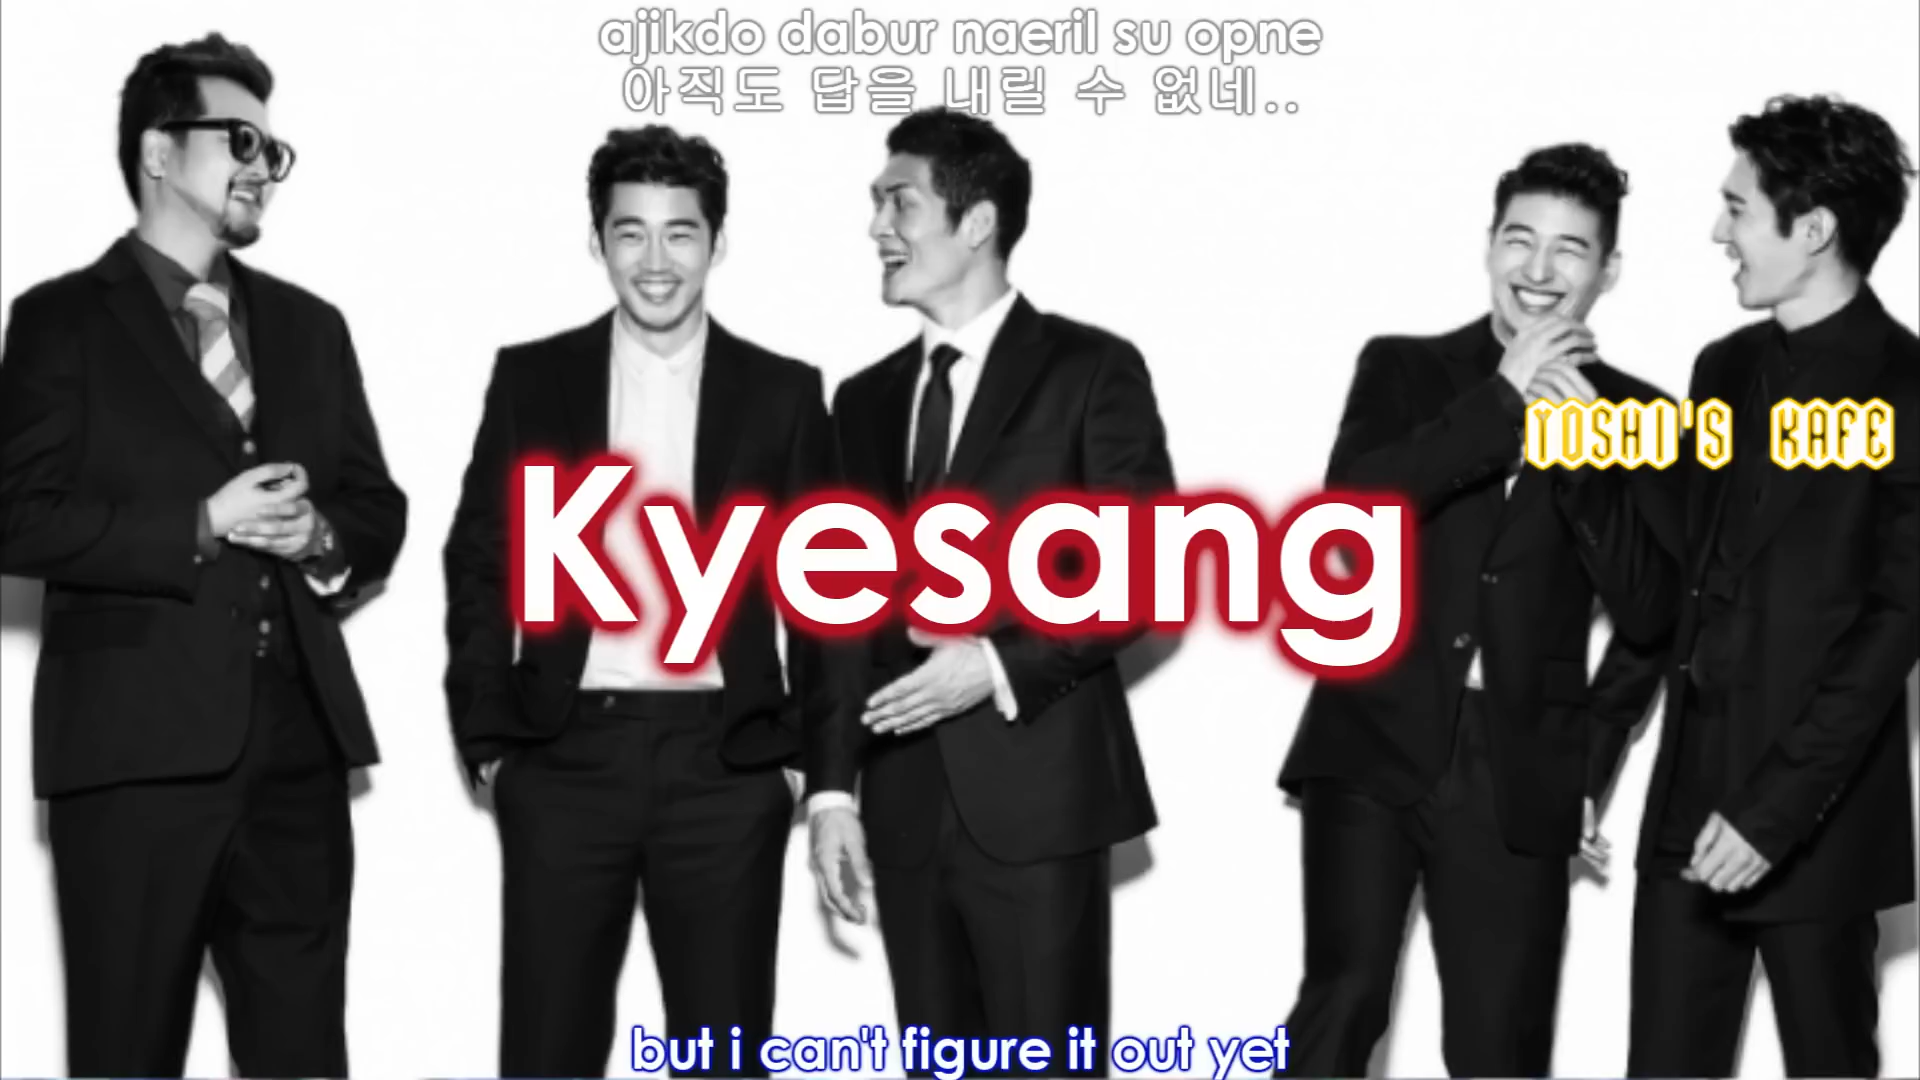 ajikdo dabur naeril su opne
아직도 답을 내릴 수 없네..
YOSHI'S KAFE
Kyesang
but i can't figure it out yet